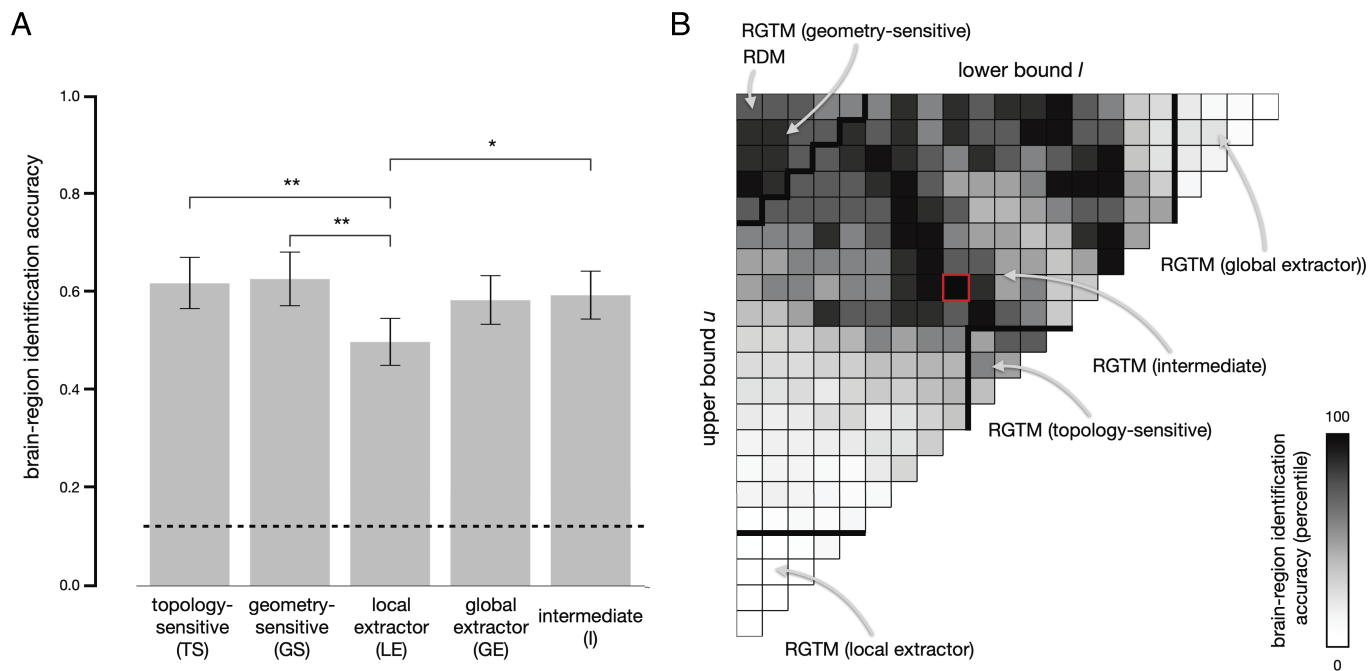 A
1.0
0.8
0.6
0.4
0.2
0.0
brain-region identification accuracy
**
**
*
topology-
sensitive
(TS)
geometry-
sensitive
(GS)
local
extractor
(LE)
global
extractor
(GE)
intermediate
(I)
B
RGTM (geometry-sensitive)
RDM
lower bound l
upper bound u
RGTM (global extractor))
RGTM (intermediate)
RGTM (topology-sensitive)
RGTM (local extractor)
brain-region identification
accuracy (percentile)
100
0